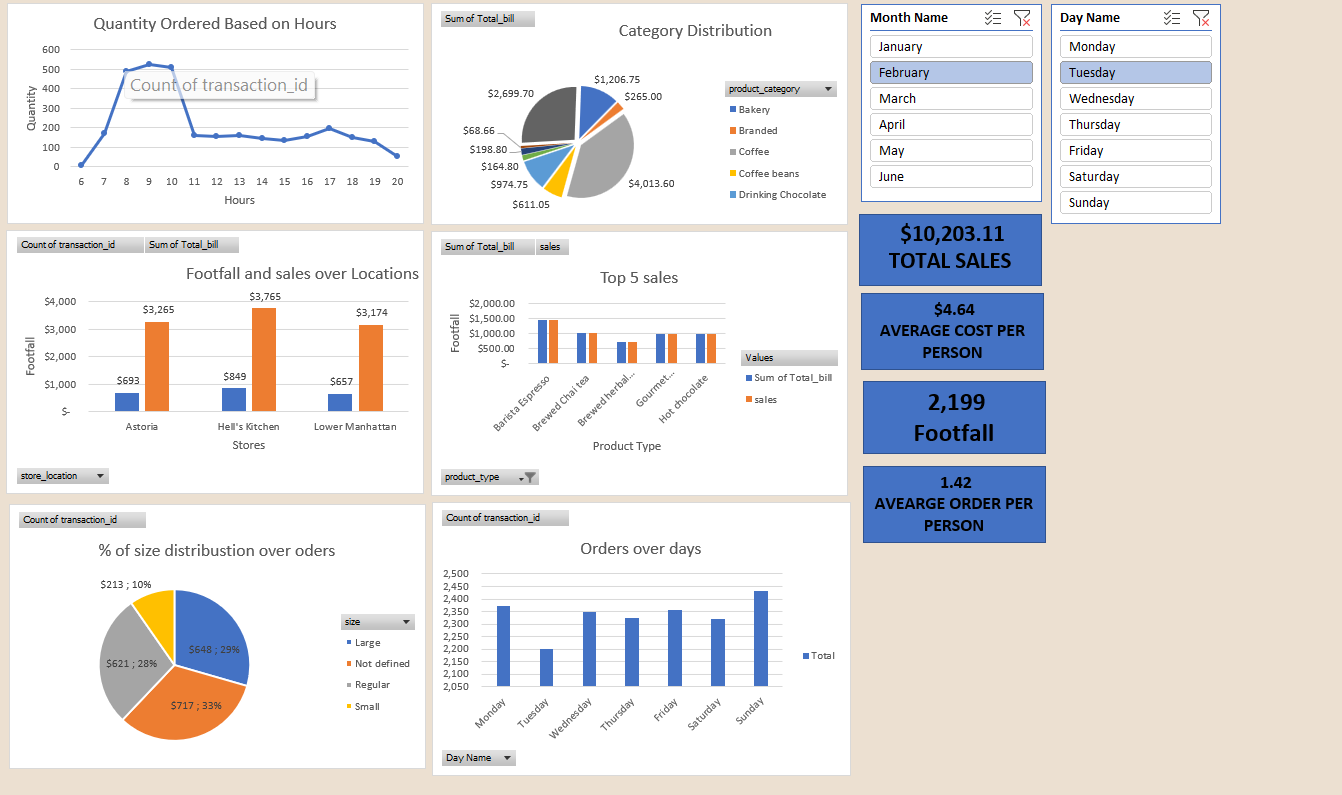 Quantity Ordered Based on Hours
600
500
400
300
200
100
0
Quantity
Count of transaction_id
6 7 8 9 10 11 12 13 14 15 16 17 18 19 20
Hours
Sum of Total_bill
Category Distribution
$1,206.75
$265.00
$4,013.60
$611.05
$974.75
$164.80
$198.80
$68.66
$2,699.70
product_category
Bakery
Branded
Coffee
Coffee beans
Drinking Chocolate
Month Name
January
February
March
April
May
June
Day Name
Monday
Tuesday
Wednesday
Thursday
Friday
Saturday
Sunday
$10,203.11
TOTAL SALES
$4.64
AVERAGE COST PER
PERSON
2,199
Footfall
1.42
AVEARGE ORDER PER
PERSON
Count of transaction_id Sum of Total_bill
Footfall and sales over Locations
$4,000
$3,000
$2,000
$1,000
$-
Footfall
$693 $3,265
$849 $3,765
$657 $3,174
Astoria Hell's Kitchen Lower Manhattan
Stores
store_location
Sum of Total_bill sales
Top 5 sales
$2,000.00
$1,500.00
$1,000.00
$500.00
$-
Footfall
Barista Espresso
Brewed Chai tea
Brewed herbal...
Gourmet...
Hot chocolate
Product Type
Values
Sum of Total_bill
sales
product_type
Count of transaction_id
% of size distribustion over oders
$213 ; 10%
$648 ; 29%
$621 ; 28%
$717 ; 33%
size
Large
Not defined
Regular
Small
Count of transaction_id
Orders over days
2,500
2,450
2,400
2,350
2,300
2,250
2,200
2,150
2,100
2,050
Monday
Tuesday
Wednesday
Thursday
Friday
Saturday
Sunday
Total
Day Name